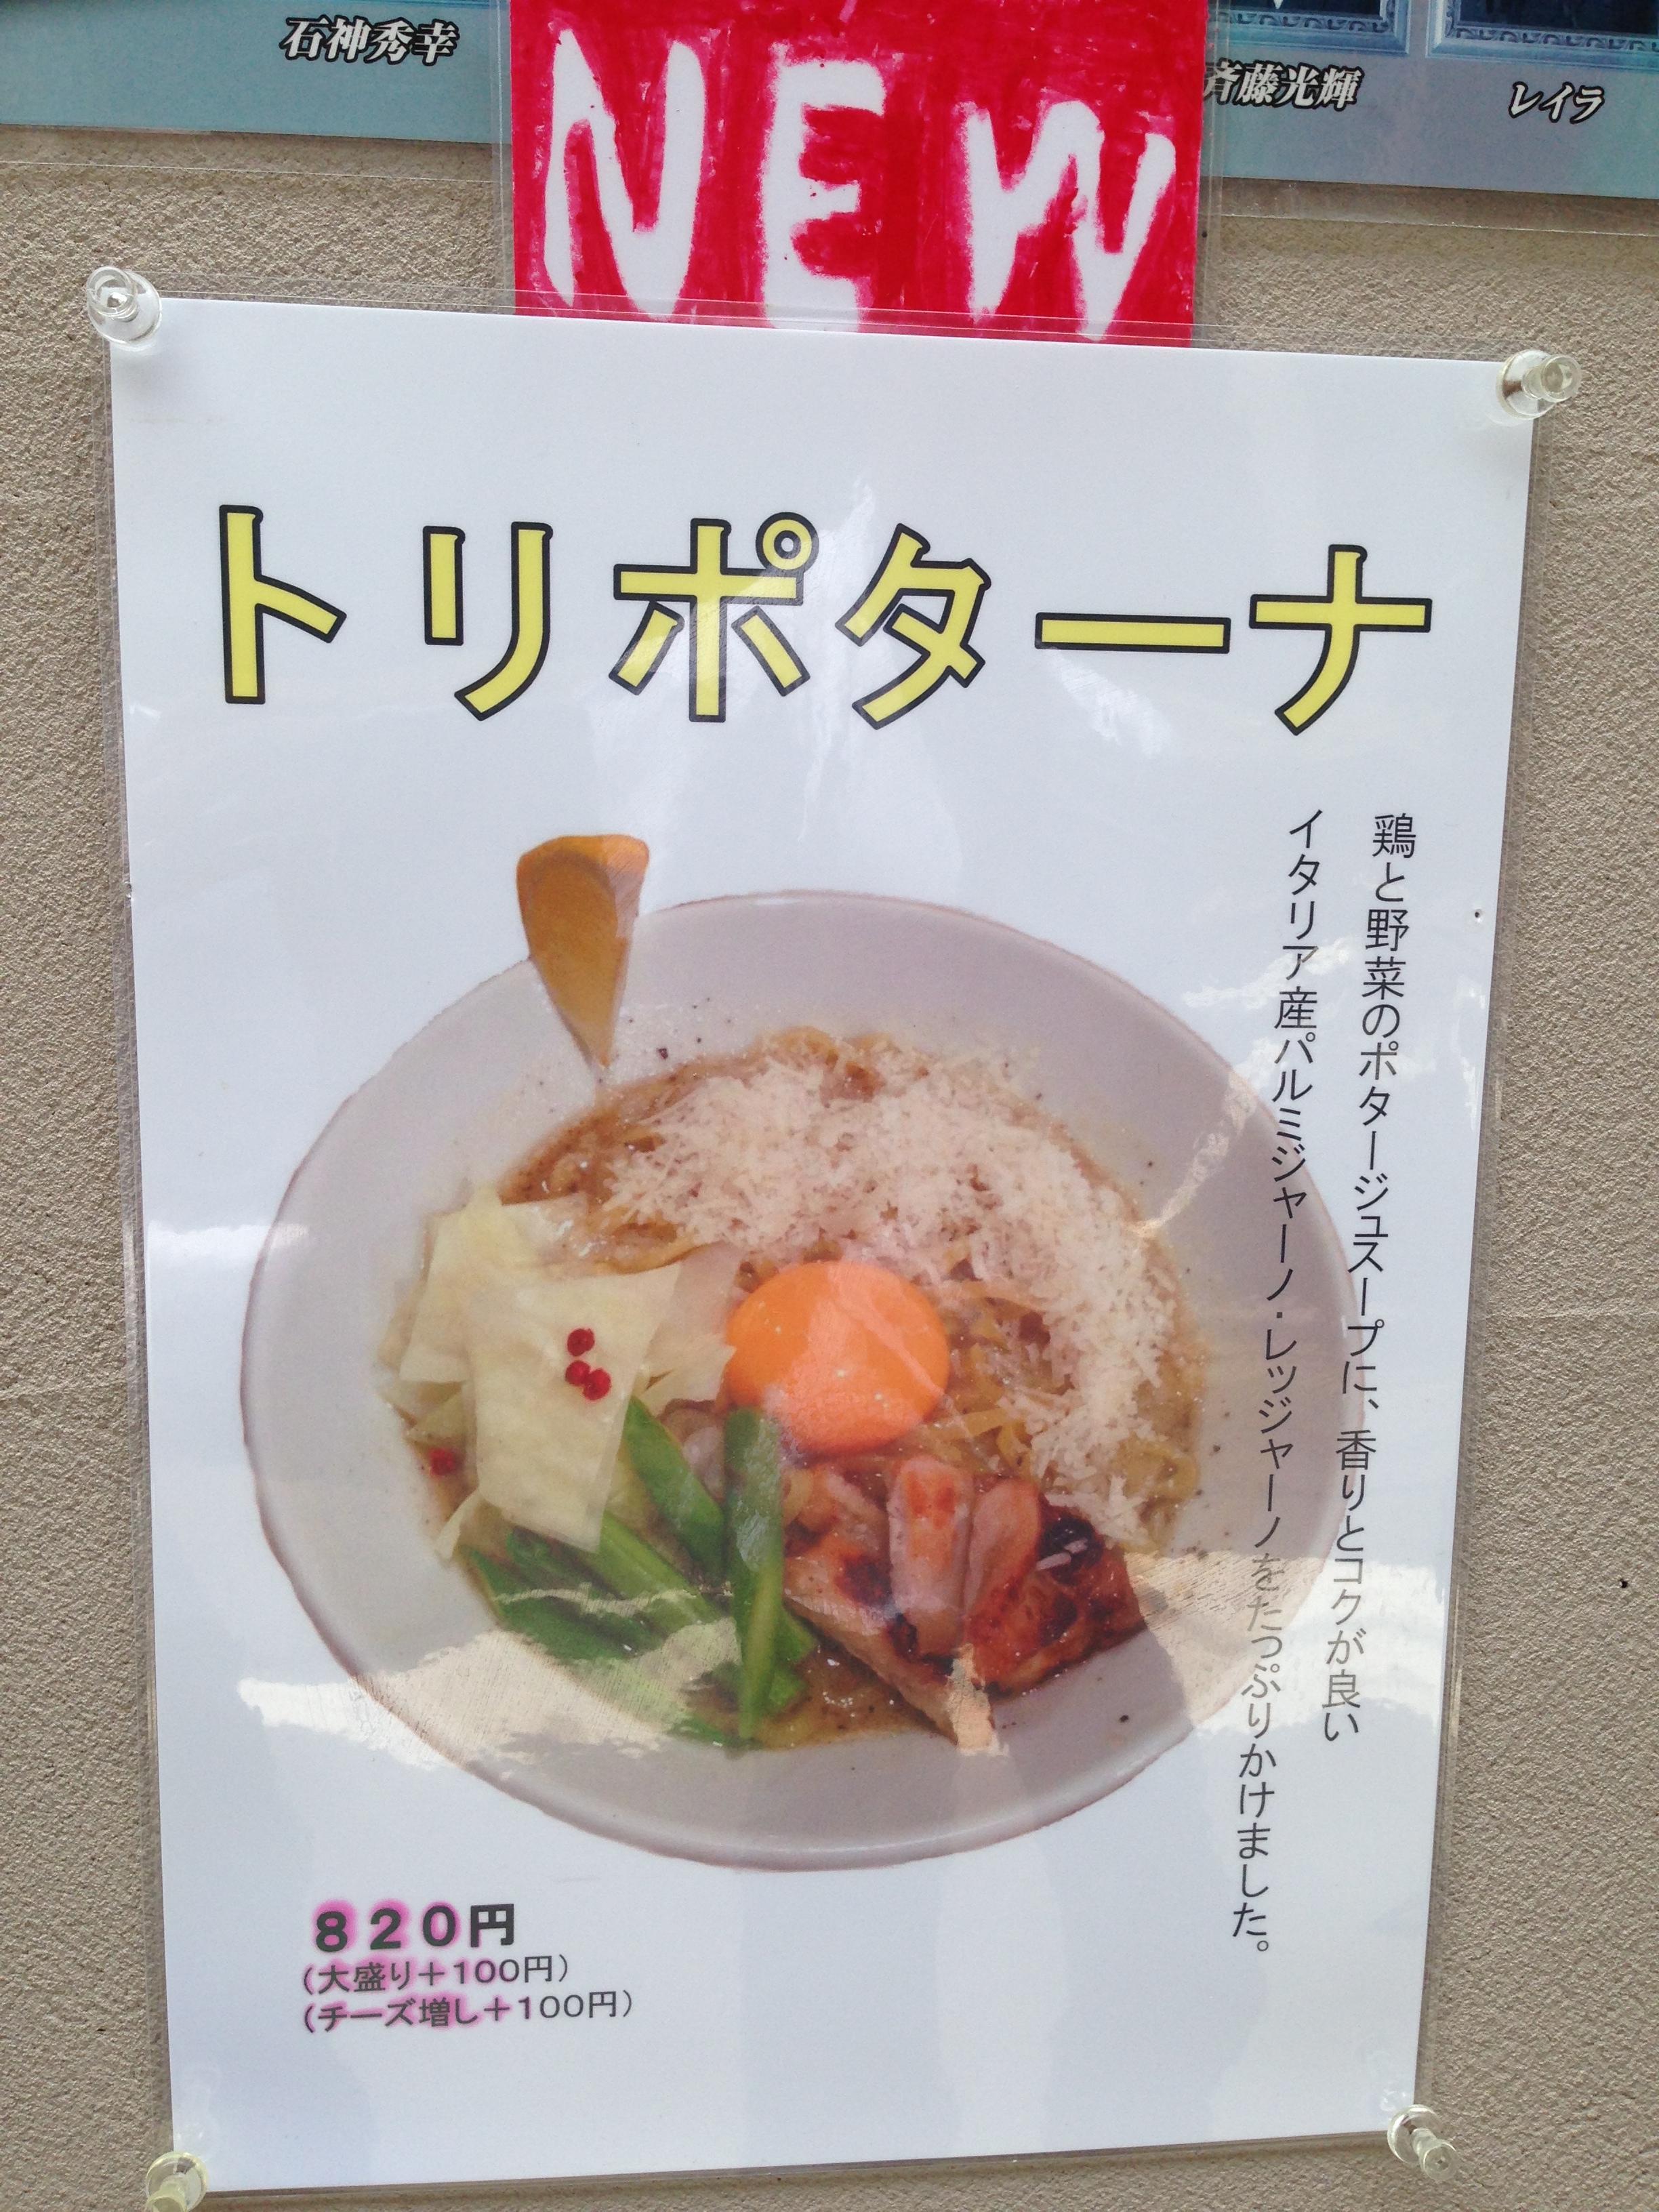 石神秀幸
NEW
斉藤光輝
レイラ
トリポターナ
鶏と野菜のポタージュスープに、香りとコクが良い
イタリア産パルミジャーノ・レッジャーノをたっぷりかけました。
820円
(大盛り+100円)
(チーズ増し+100円)